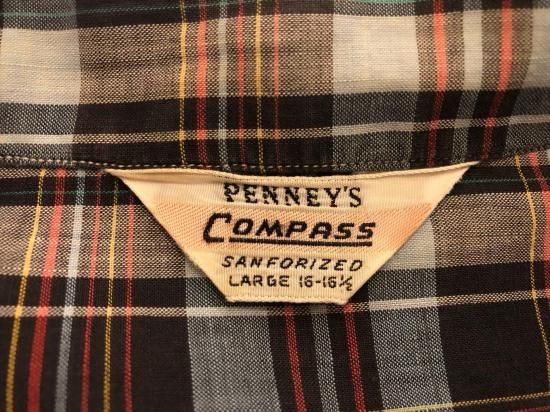 PENNEY'S
COMPASS
SANFORIZED
LARGE 16-16½